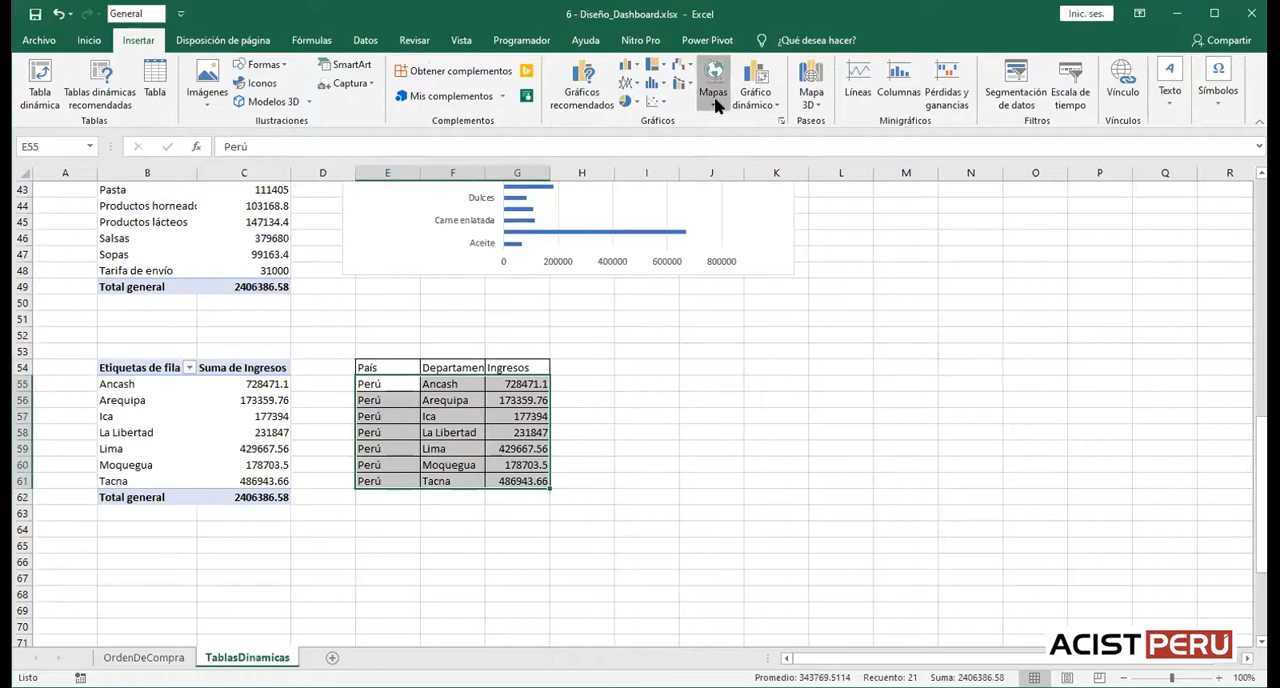 General
6 - Diseño_Dashboard.xlsx - Excel
Inic. ses.
Archivo Inicio Insertar Disposición de página Fórmulas Datos Revisar Vista Programador Ayuda Nitro Pro Power Pivot ¿Qué desea hacer? Compartir
Tabla dinámica
Tablas dinámicas recomendadas
Tabla
Tablas
Imágenes
Formas
Iconos
Modelos 3D
SmartArt
Captura
Ilustraciones
Obtener complementos
Mis complementos
Complementos
Gráficos recomendados
Mapas
Gráfico dinámico
Gráficos
Mapa 3D
Paseos
Líneas
Columnas
Pérdidas y ganancias
Minigráficos
Segmentación de datos
Escala de tiempo
Filtros
Vínculo
Vínculos
Texto
Símbolos
E55 fx Perú
A B C D E F G H I J K L M N O P Q R
43 Pasta 111405
44 Productos hornead 103168.8
45 Productos lácteos 147134.4
46 Salsas 379680
47 Sopas 99163.4
48 Tarifa de envío 31000
49 Total general 2406386.58
Dulces
Carne enlatada
Aceite
0 200000 400000 600000 800000
50
51
52
53
54 Etiquetas de fila Suma de Ingresos País Departamen Ingresos
55 Ancash 728471.1 Perú Ancash 728471.1
56 Arequipa 173359.76 Perú Arequipa 173359.76
57 Ica 177394 Perú Ica 177394
58 La Libertad 231847 Perú La Libertad 231847
59 Lima 429667.56 Perú Lima 429667.56
60 Moquegua 178703.5 Perú Moquegua 178703.5
61 Tacna 486943.66 Perú Tacna 486943.66
62 Total general 2406386.58
63
64
65
66
67
68
69
70
71
ACISTPERÚ
OrdenDeCompra TablasDinamicas
Listo Promedio: 343769.5114 Recuento: 21 Suma: 2406386.58 100%